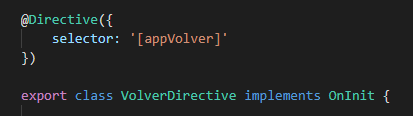 @Directive({
    selector: '[appVolver]'
})
export class VolverDirective implements OnInit {